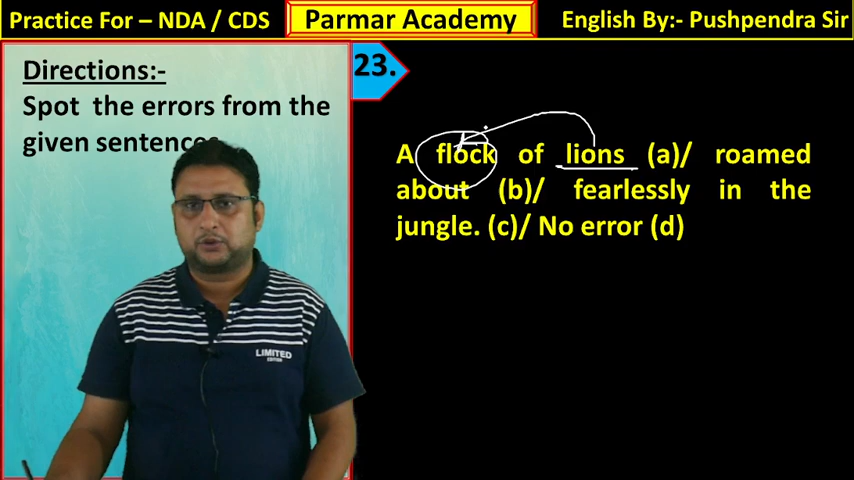 Practice For – NDA / CDS
Parmar Academy
English By:- Pushpendra Sir
Directions:-
Spot the errors from the
given sentences
23.
A flock of lions (a)/ roamed
about (b)/ fearlessly in the
jungle. (c)/ No error (d)
LIMITED
EDITION